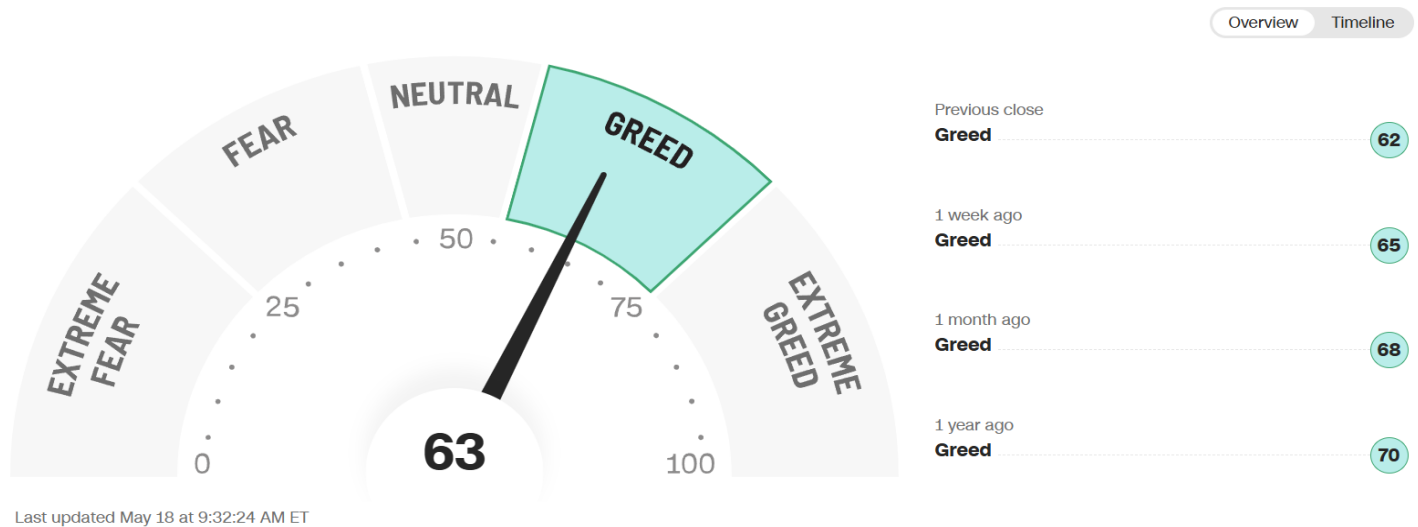 Overview Timeline
EXTREME
FEAR
FEAR
NEUTRAL
GREED
EXTREME
GREED
0
25
50
75
100
63
Last updated May 18 at 9:32:24 AM ET
Previous close
Greed 62
1 week ago
Greed 65
1 month ago
Greed 68
1 year ago
Greed 70